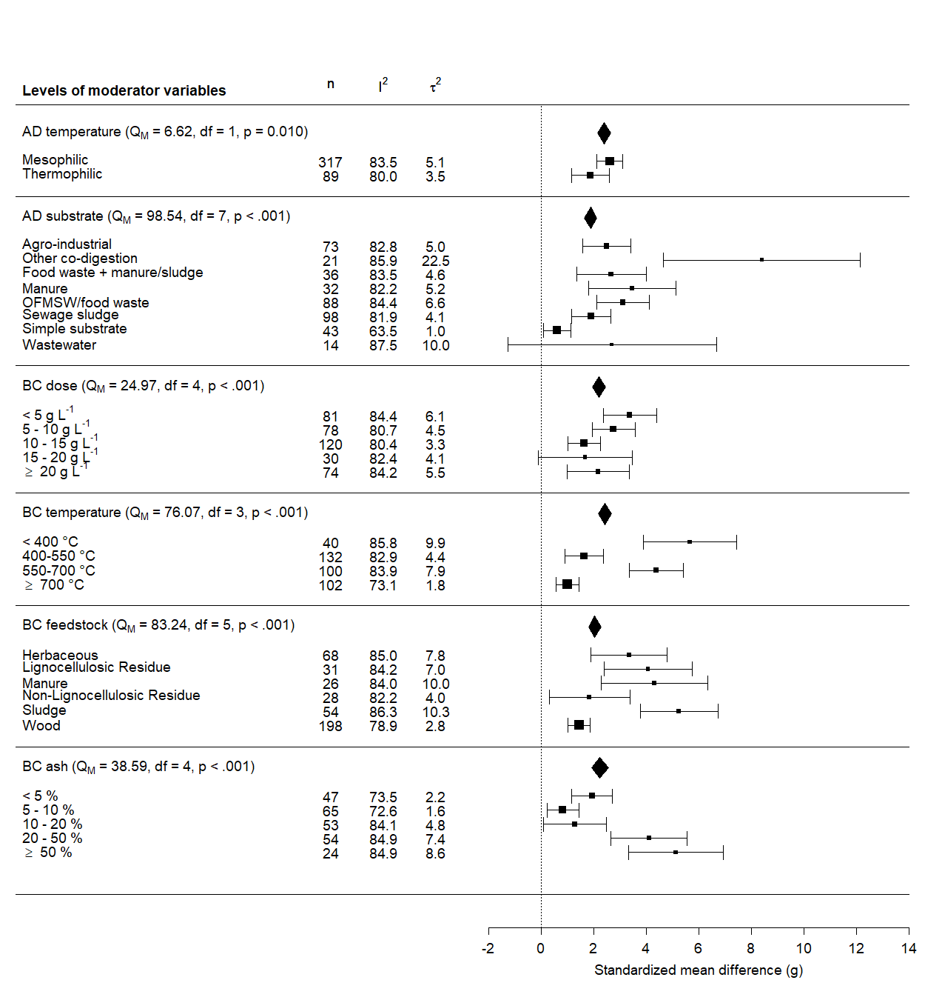 Levels of moderator variables n I² τ²
AD temperature (Q_M = 6.62, df = 1, p = 0.010)
Mesophilic 317 83.5 5.1
Thermophilic 89 80.0 3.5
AD substrate (Q_M = 98.54, df = 7, p < .001)
Agro-industrial 73 82.8 5.0
Other co-digestion 21 85.9 22.5
Food waste + manure/sludge 36 83.5 4.6
Manure 32 82.2 5.2
OFMSW/food waste 88 84.4 6.6
Sewage sludge 98 81.9 4.1
Simple substrate 43 63.5 1.0
Wastewater 14 87.5 10.0
BC dose (Q_M = 24.97, df = 4, p < .001)
< 5 g L⁻¹ 81 84.4 6.1
5 - 10 g L⁻¹ 78 80.7 4.5
10 - 15 g L⁻¹ 120 80.4 3.3
15 - 20 g L⁻¹ 30 82.4 4.1
≥ 20 g L⁻¹ 74 84.2 5.5
BC temperature (Q_M = 76.07, df = 3, p < .001)
< 400 °C 40 85.8 9.9
400-550 °C 132 82.9 4.4
550-700 °C 100 83.9 7.9
≥ 700 °C 102 73.1 1.8
BC feedstock (Q_M = 83.24, df = 5, p < .001)
Herbaceous 68 85.0 7.8
Lignocellulosic Residue 31 84.2 7.0
Manure 26 84.0 10.0
Non-Lignocellulosic Residue 28 82.2 4.0
Sludge 54 86.3 10.3
Wood 198 78.9 2.8
BC ash (Q_M = 38.59, df = 4, p < .001)
< 5 % 47 73.5 2.2
5 - 10 % 65 72.6 1.6
10 - 20 % 53 84.1 4.8
20 - 50 % 54 84.9 7.4
≥ 50 % 24 84.9 8.6
-2 0 2 4 6 8 10 12 14
Standardized mean difference (g)